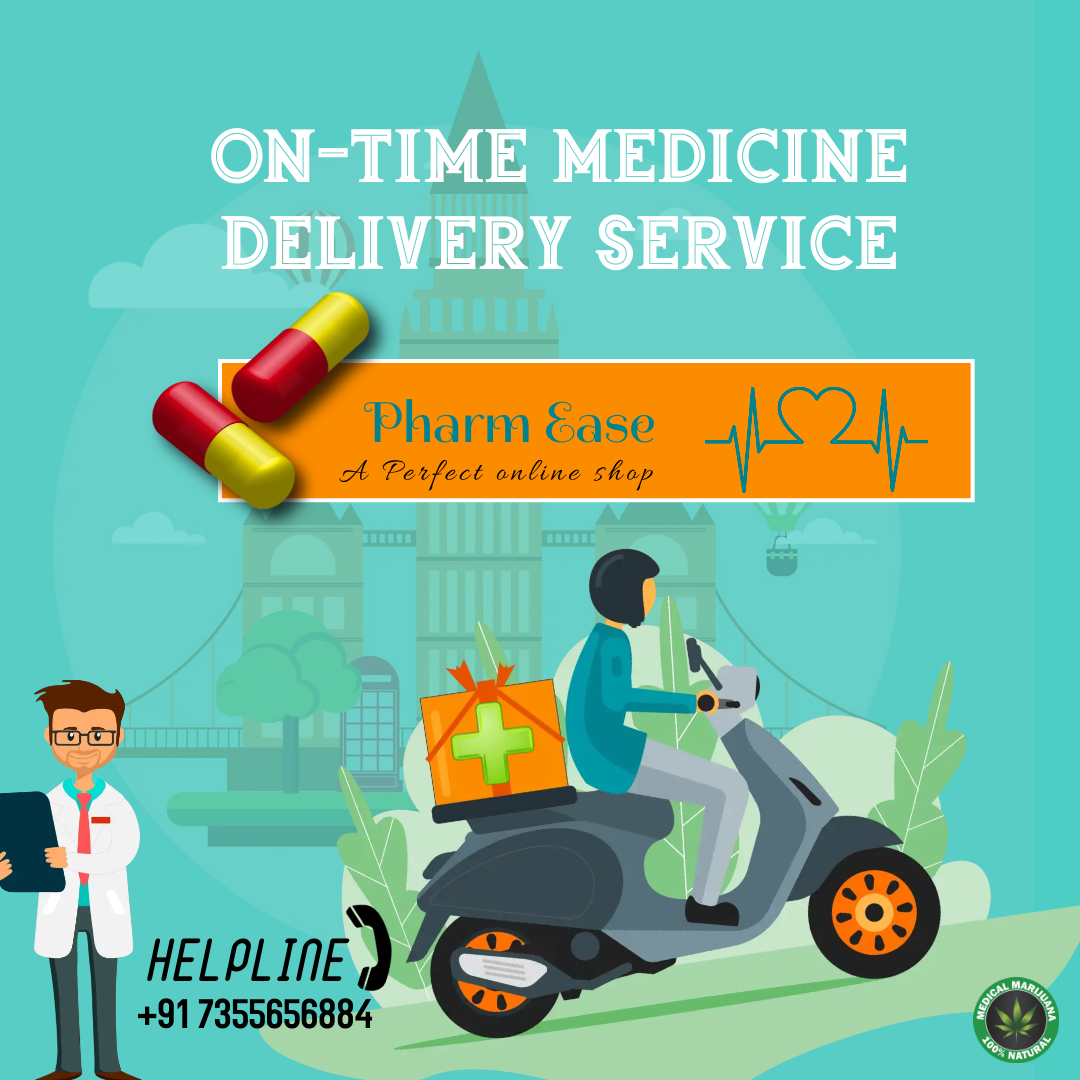 ON-TIME MEDICINE
DELIVERY SERVICE
Pharm Ease
A Perfect online shop
HELPLINE
+91 7355656884
MEDICAL MARIJUANA
100% NATURAL